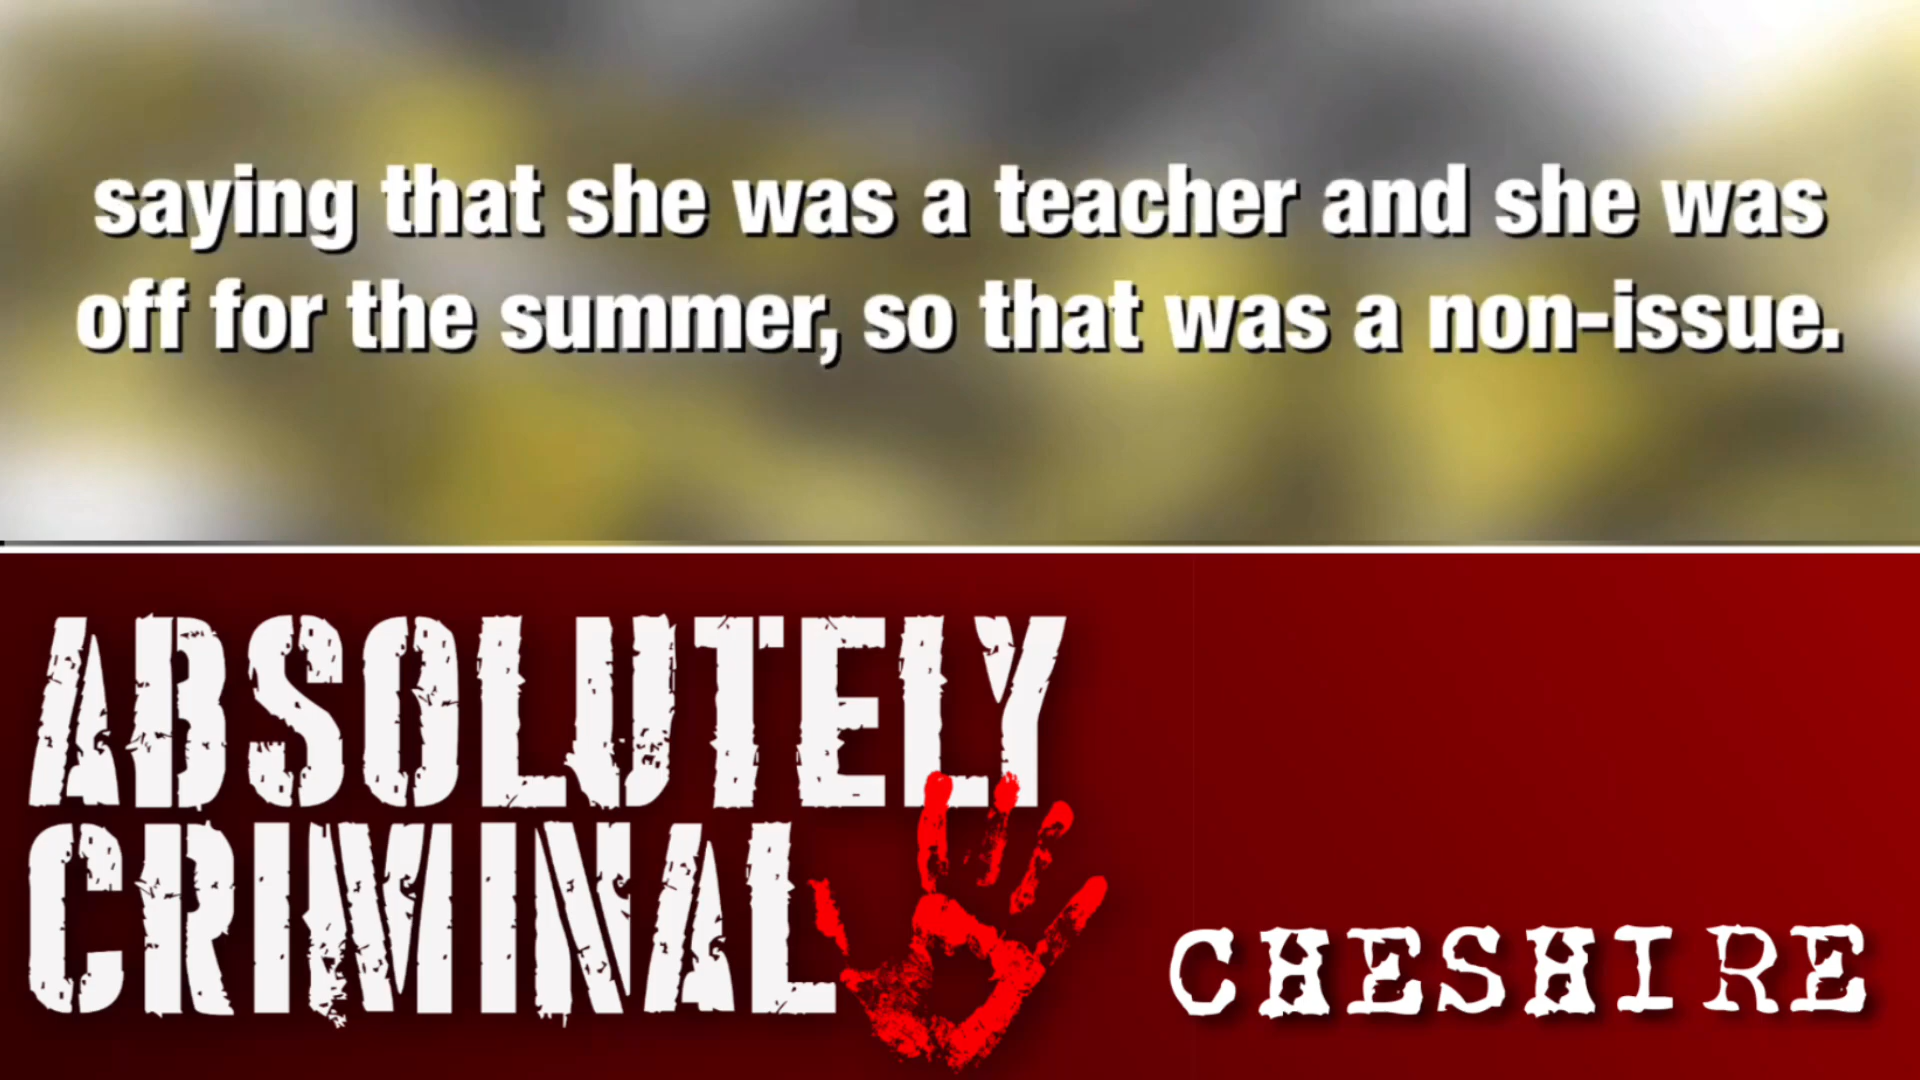 saying that she was a teacher and she was
off for the summer, so that was a non-issue.
ABSOLUTELY
CRIMINAL
CHESHIRE